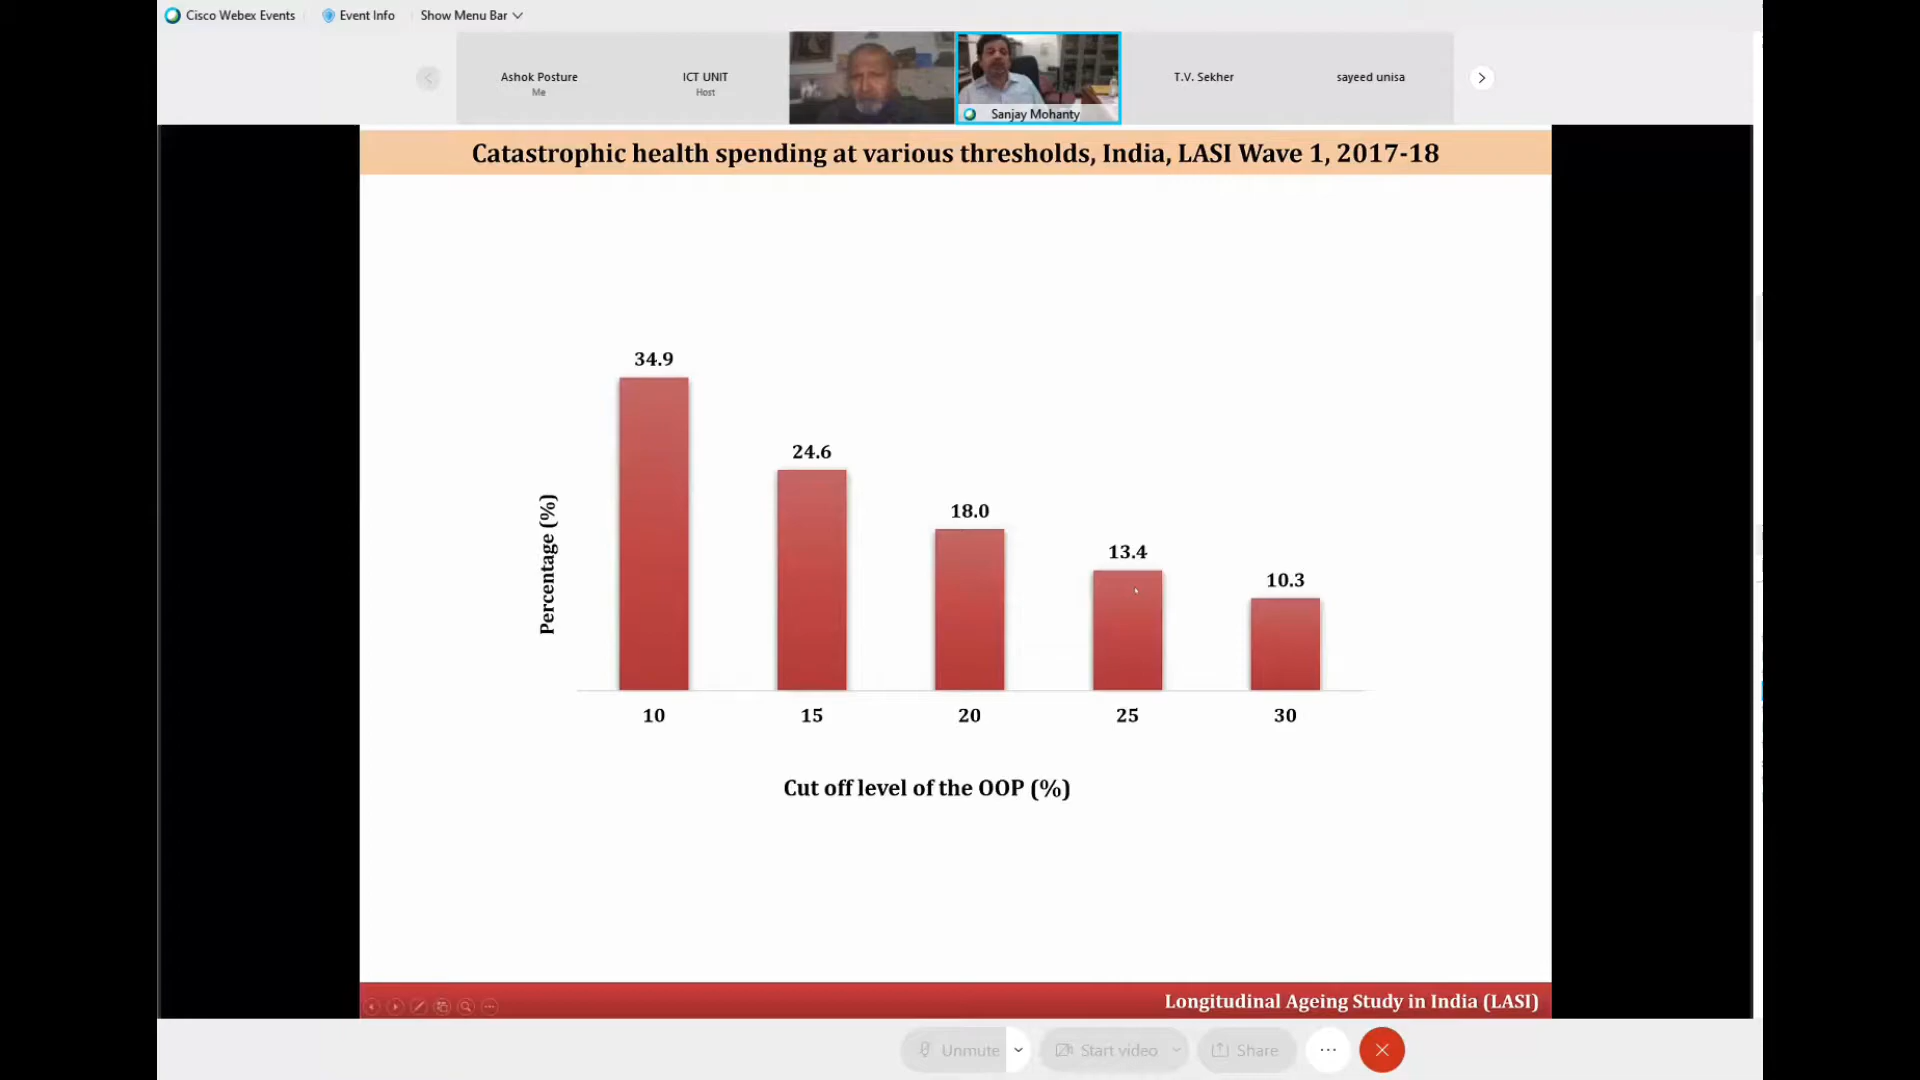 Cisco Webex Events
Event Info
Show Menu Bar
Ashok Posture
Me
ICT UNIT
Host
Sanjay Mohanty
T.V. Sekher
sayeed unisa
Catastrophic health spending at various thresholds, India, LASI Wave 1, 2017-18
34.9
24.6
18.0
13.4
10.3
Percentage (%)
10
15
20
25
30
Cut off level of the OOP (%)
Longitudinal Ageing Study in India (LASI)
Unmute
Start video
Share